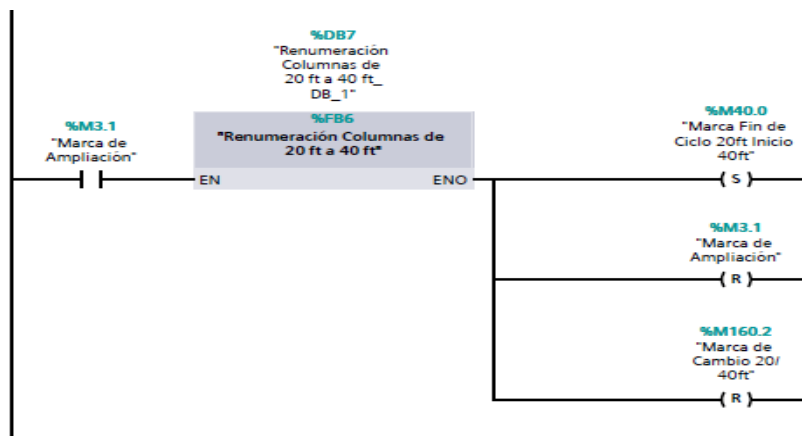 %DB7
"Renumeración
Columnas de
20 ft a 40 ft_
DB_1"
%M3.1
"Marca de
Ampliación"
%FB6
"Renumeración Columnas de
20 ft a 40 ft"
EN
ENO
%M40.0
"Marca Fin de
Ciclo 20ft Inicio
40ft"
S
%M3.1
"Marca de
Ampliación"
R
%M160.2
"Marca de
Cambio 20/
40ft"
R